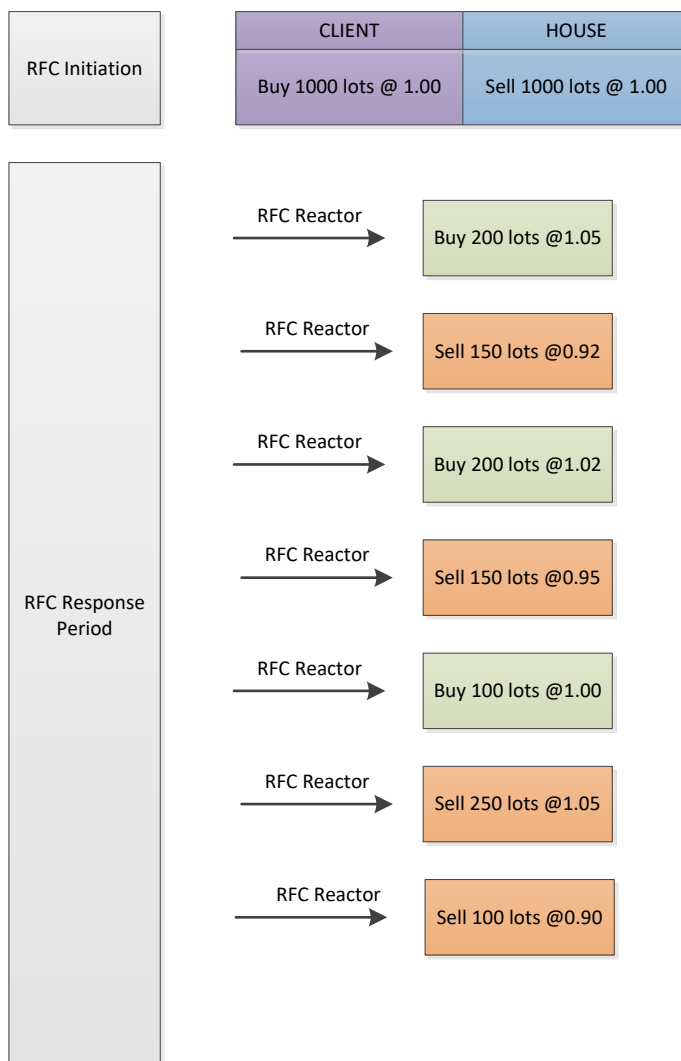 RFC Initiation
CLIENT
HOUSE
Buy 1000 lots @ 1.00
Sell 1000 lots @ 1.00
RFC Response
Period
RFC Reactor
Buy 200 lots @1.05
RFC Reactor
Sell 150 lots @0.92
RFC Reactor
Buy 200 lots @1.02
RFC Reactor
Sell 150 lots @0.95
RFC Reactor
Buy 100 lots @1.00
RFC Reactor
Sell 250 lots @1.05
RFC Reactor
Sell 100 lots @0.90